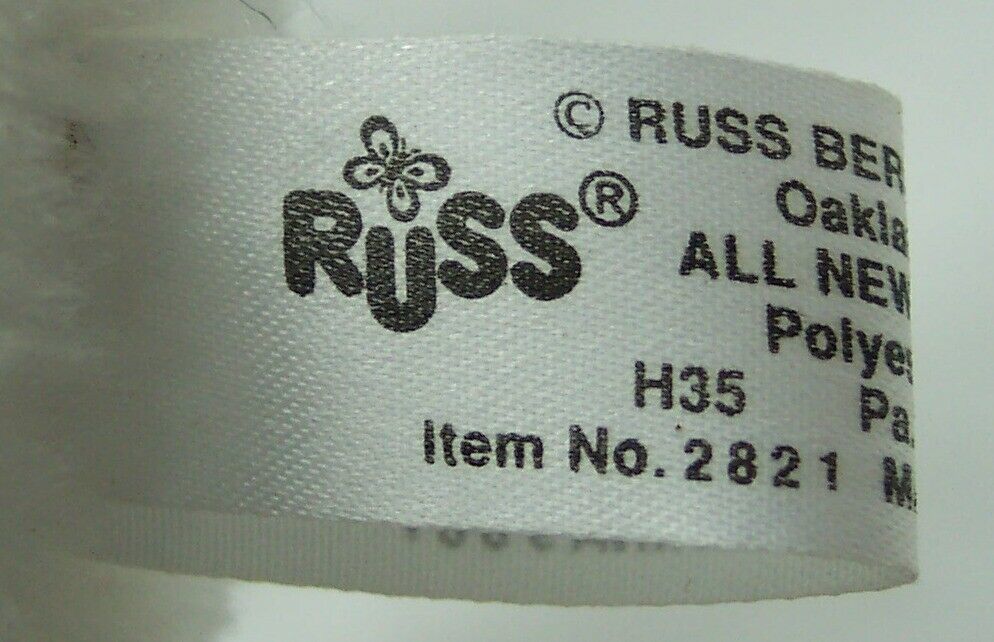 RUSS®
© RUSS BER
Oakla
ALL NEW
Polyes
H35
Pa.
Item No. 2821